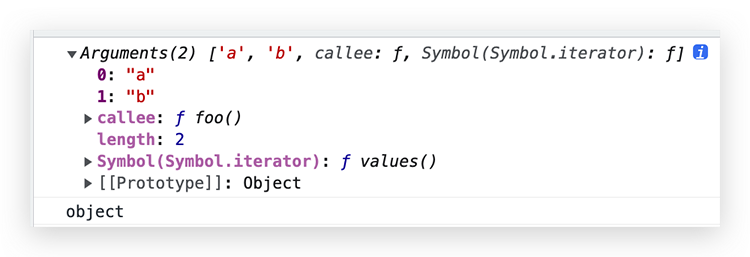 ▼Arguments(2) ['a', 'b', callee: ƒ, Symbol(Symbol.iterator): ƒ] i
0: "a"
1: "b"
▶callee: ƒ foo()
length: 2
▶Symbol(Symbol.iterator): ƒ values()
▶[[Prototype]]: Object
object